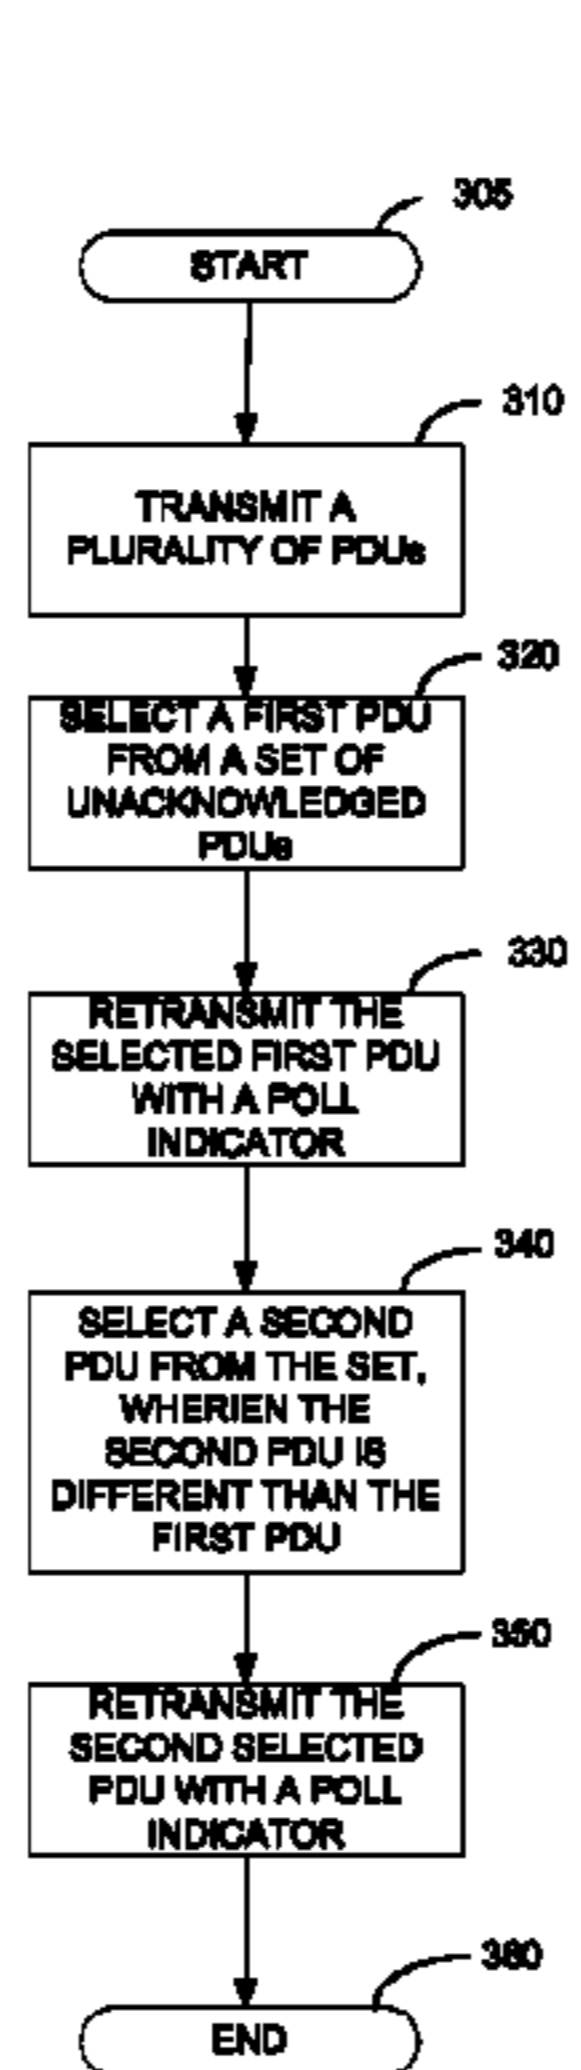 305
START
310
TRANSMIT A
PLURALITY OF PDUs
320
SELECT A FIRST PDU
FROM A SET OF
UNACKNOWLEDGED
PDUs
330
RETRANSMIT THE
SELECTED FIRST PDU
WITH A POLL
INDICATOR
340
SELECT A SECOND
PDU FROM THE SET,
WHERIEN THE
SECOND PDU IS
DIFFERENT THAN THE
FIRST PDU
350
RETRANSMIT THE
SECOND SELECTED
PDU WITH A POLL
INDICATOR
360
END